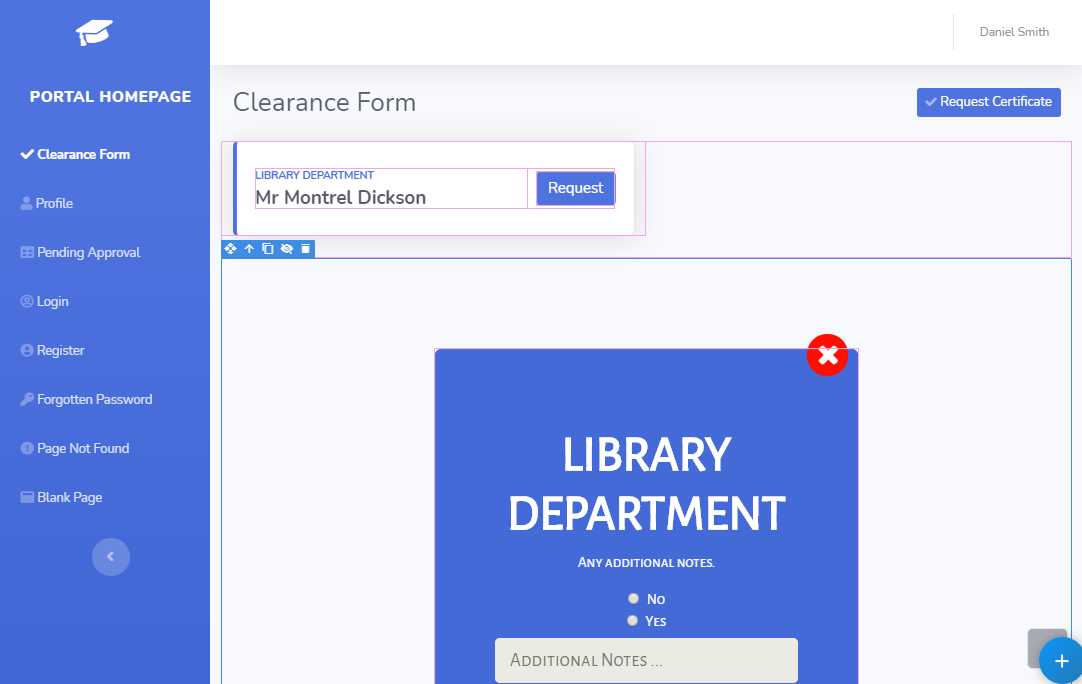 Daniel Smith
PORTAL HOMEPAGE
Clearance Form
Profile
Pending Approval
Login
Register
Forgotten Password
Page Not Found
Blank Page
Clearance Form
Request Certificate
LIBRARY DEPARTMENT
Mr Montrel Dickson
Request
LIBRARY
DEPARTMENT
Any additional notes.
No
Yes
Additional Notes ...